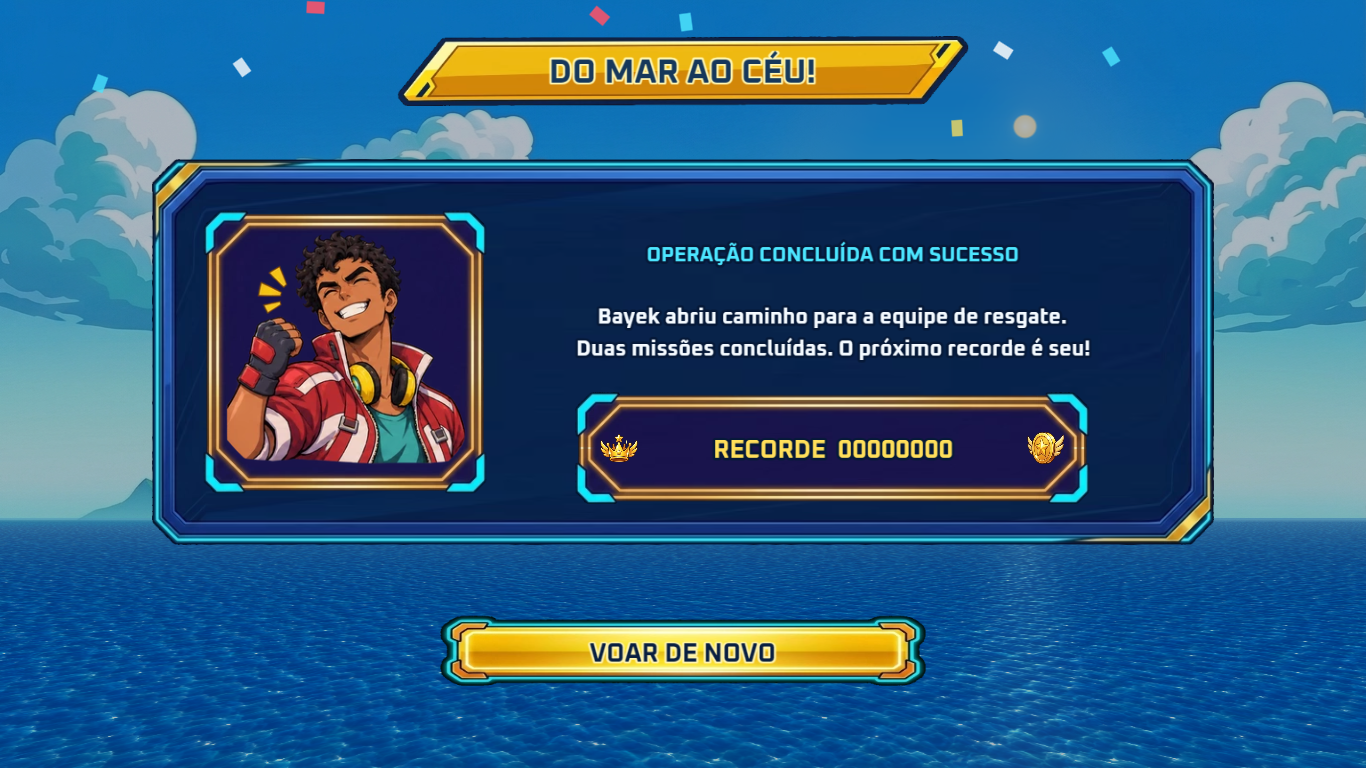 DO MAR AO CÉU!
OPERAÇÃO CONCLUÍDA COM SUCESSO
Bayek abriu caminho para a equipe de resgate.
Duas missões concluídas. O próximo recorde é seu!
RECORDE 00000000
VOAR DE NOVO